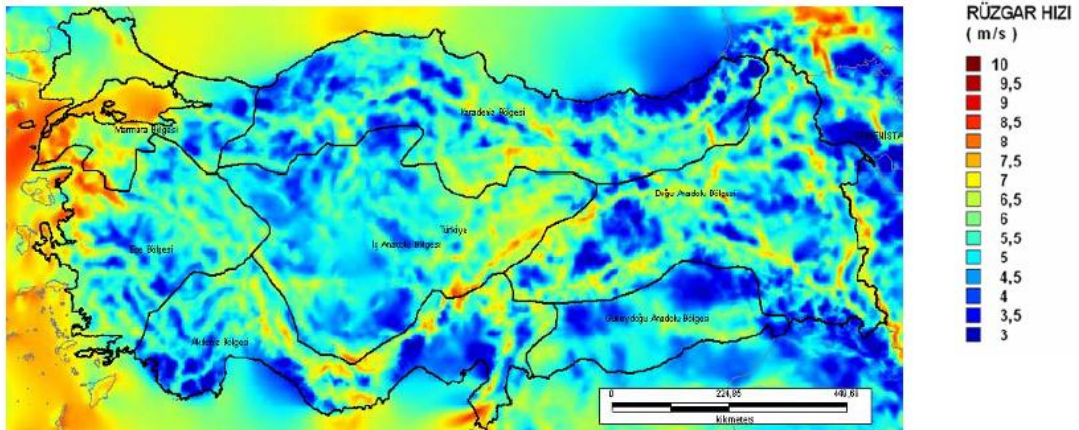 RÜZGAR HIZI
( m/s )
10
9,5
9
8,5
8
7,5
7
6,5
6
5,5
5
4,5
4
3,5
3
Marmara Bölgesi
Karadeniz Bölgesi
Doğu Anadolu Bölgesi
Türkiye
İç Anadolu Bölgesi
Ege Bölgesi
Güneydoğu Anadolu Bölgesi
Akdeniz Bölgesi
0 224,85 449,69
kilometers